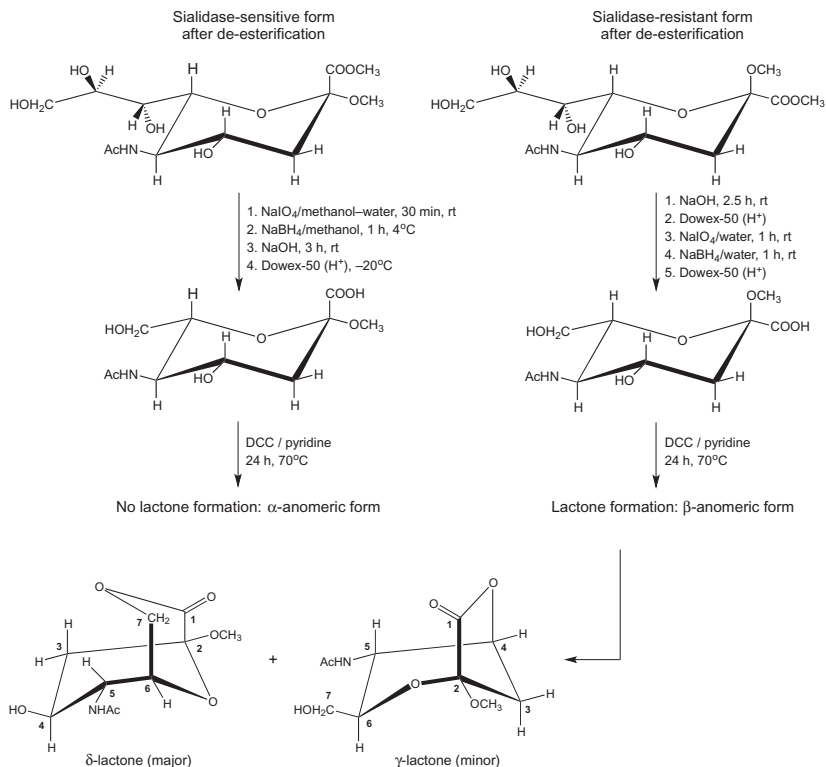 Sialidase-sensitive form
after de-esterification
Sialidase-resistant form
after de-esterification
HO H H COOCH₃
HOH₂C O OCH₃
H OH H
AcHN HO H
H H
HO H H OCH₃
HOH₂C O COOCH₃
H OH H
AcHN HO H
H H
1. NaIO₄/methanol–water, 30 min, rt
2. NaBH₄/methanol, 1 h, 4°C
3. NaOH, 3 h, rt
4. Dowex-50 (H⁺), –20°C
1. NaOH, 2.5 h, rt
2. Dowex-50 (H⁺)
3. NaIO₄/water, 1 h, rt
4. NaBH₄/water, 1 h, rt
5. Dowex-50 (H⁺)
H COOH
HOH₂C O OCH₃
H
AcHN HO H
H H
H OCH₃
HOH₂C O COOH
H
AcHN HO H
H H
DCC / pyridine
24 h, 70°C
DCC / pyridine
24 h, 70°C
No lactone formation: α-anomeric form
Lactone formation: β-anomeric form
O O
7 CH₂ 1
H 3 2 OCH₃
H H 5 6 H O
NHAc
HO 4
H
δ-lactone (major)
+
O O
1
H 5 4 H
AcHN
7 O 2 H
HOH₂C OCH₃ 3
6 H
H
γ-lactone (minor)